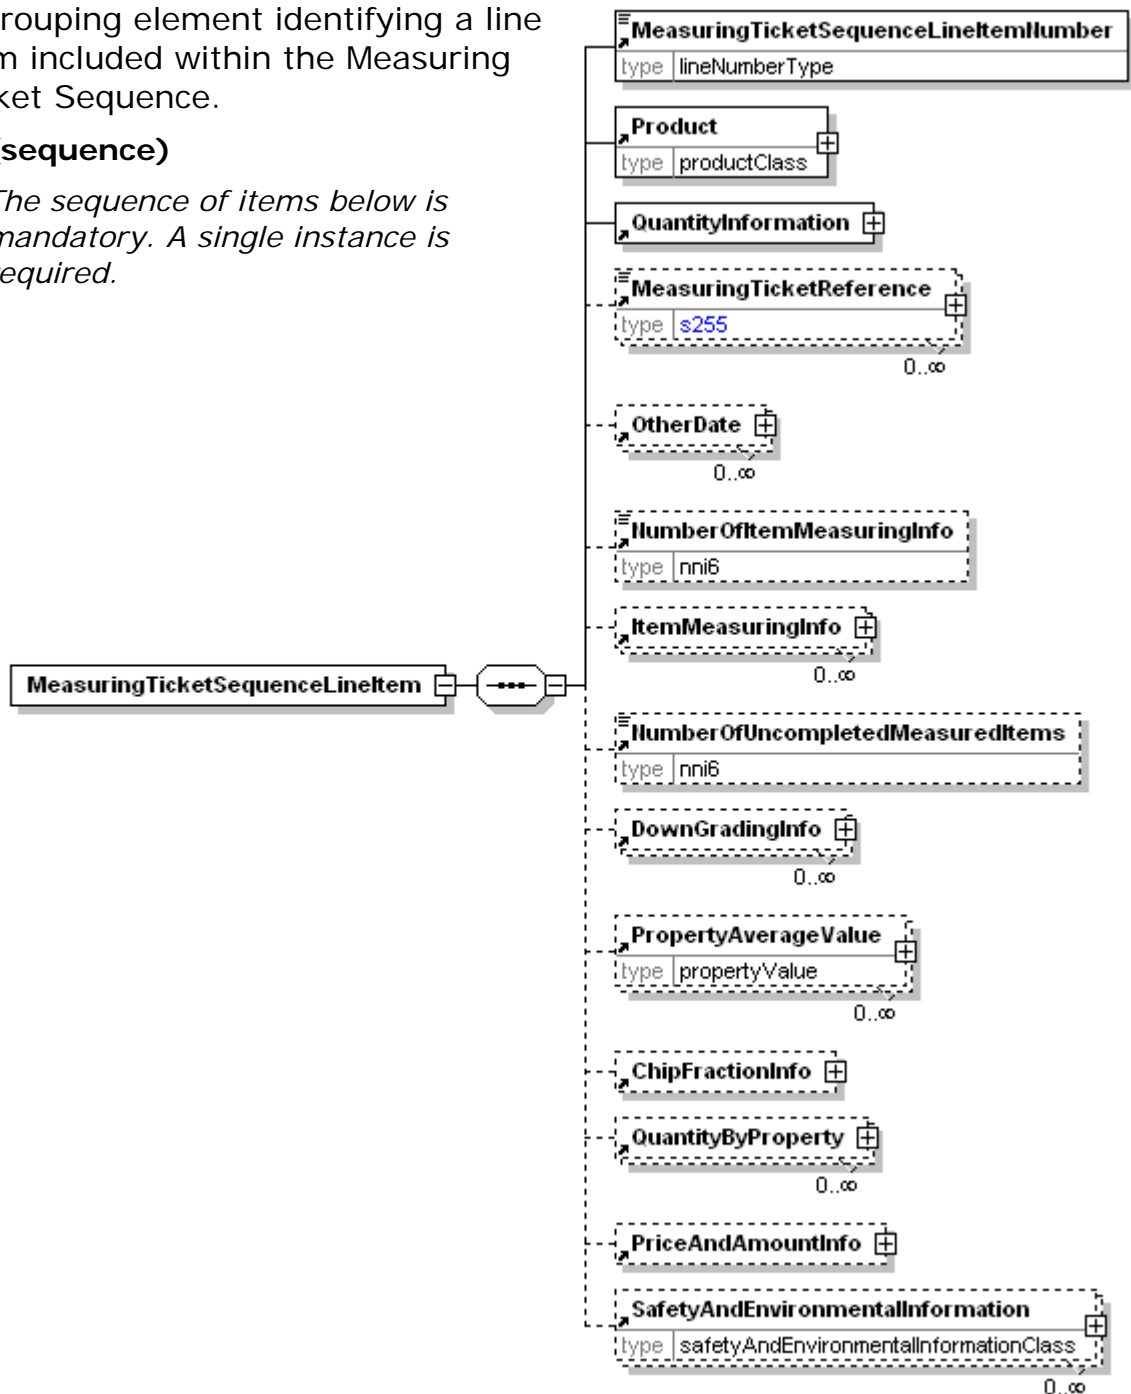 rouping element identifying a line
m included within the Measuring
ket Sequence.
(sequence)
The sequence of items below is
mandatory. A single instance is
required.
MeasuringTicketSequenceLineItem
MeasuringTicketSequenceLineItemNumber
type lineNumberType
Product
type productClass
QuantityInformation
MeasuringTicketReference
type s255
0..∞
OtherDate
0..∞
NumberOfItemMeasuringInfo
type nni6
ItemMeasuringInfo
0..∞
NumberOfUncompletedMeasuredItems
type nni6
DownGradingInfo
0..∞
PropertyAverageValue
type propertyValue
0..∞
ChipFractionInfo
QuantityByProperty
0..∞
PriceAndAmountInfo
SafetyAndEnvironmentalInformation
type safetyAndEnvironmentalInformationClass
0..∞